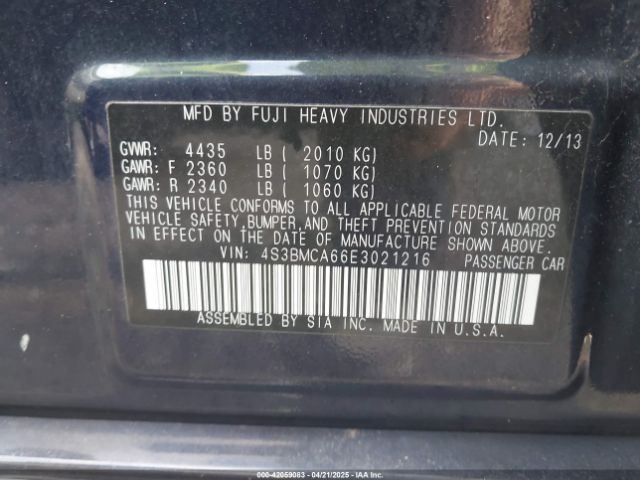 MFD BY FUJI HEAVY INDUSTRIES LTD.
DATE: 12/13
GVWR: 4435 LB ( 2010 KG)
GAWR: F 2360 LB ( 1070 KG)
GAWR: R 2340 LB ( 1060 KG)
THIS VEHICLE CONFORMS TO ALL APPLICABLE FEDERAL MOTOR
VEHICLE SAFETY,BUMPER,AND THEFT PREVENTION STANDARDS
IN EFFECT ON THE DATE OF MANUFACTURE SHOWN ABOVE.
VIN: 4S3BMCA66E3021216 PASSENGER CAR
ASSEMBLED BY SIA INC. MADE IN U.S.A.
000-42059083 04/21/2025 IAA Inc.